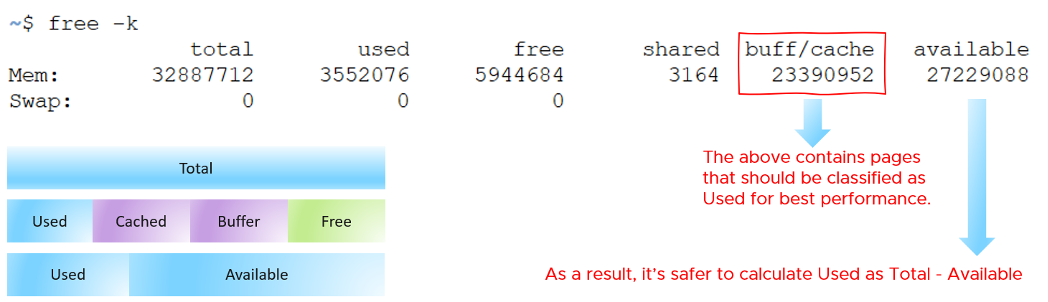 ~$ free -k
total used free shared buff/cache available
Mem: 32887712 3552076 5944684 3164 23390952 27229088
Swap: 0 0 0
Total
Used Cached Buffer Free
Used Available
The above contains pages
that should be classified as
Used for best performance.
As a result, it's safer to calculate Used as Total - Available